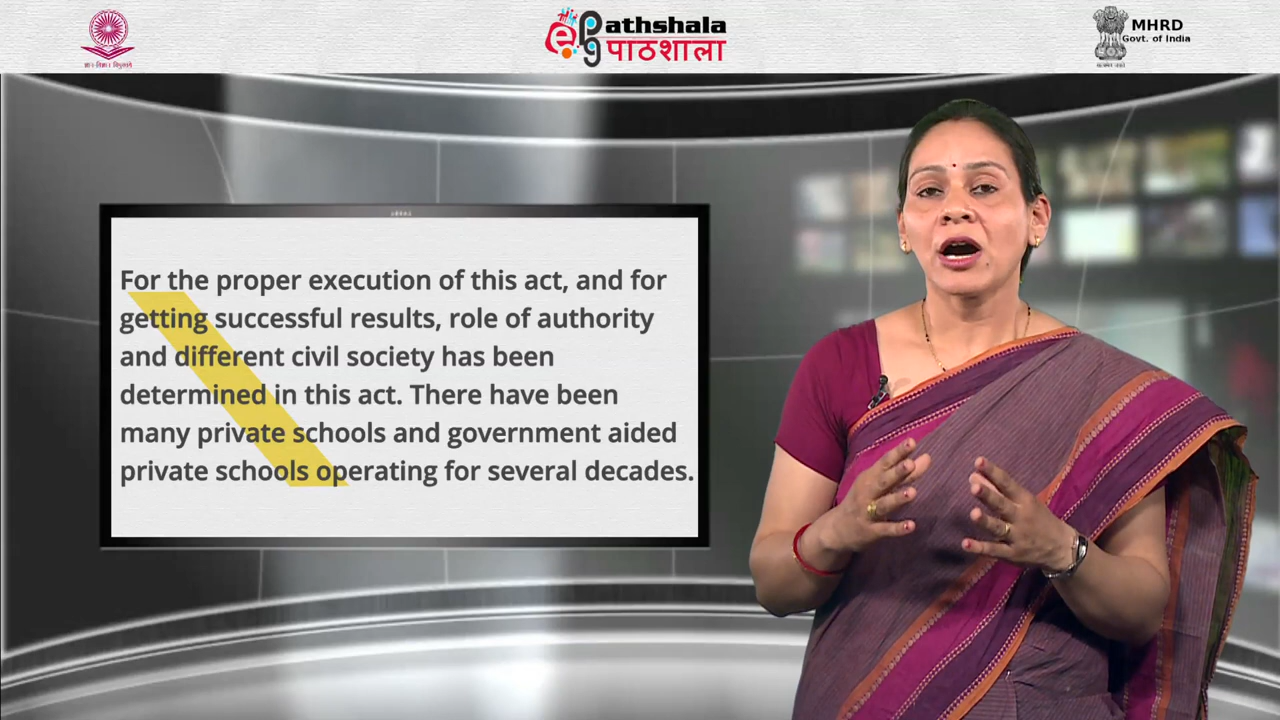 ePGpathshala
पाठशाला
MHRD
Govt. of India
For the proper execution of this act, and for
getting successful results, role of authority
and different civil society has been
determined in this act. There have been
many private schools and government aided
private schools operating for several decades.